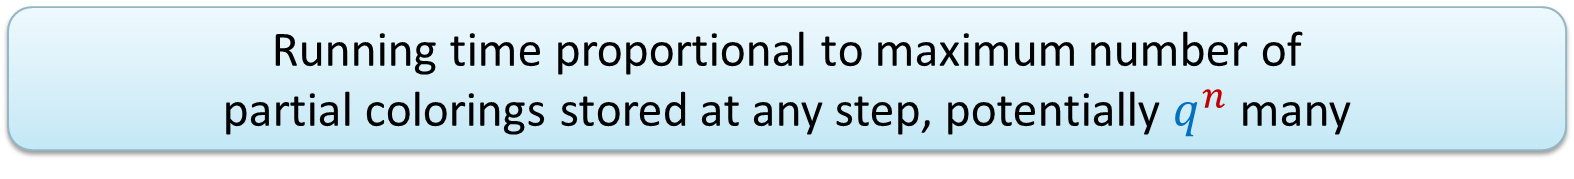 Running time proportional to maximum number of
partial colorings stored at any step, potentially qⁿ many